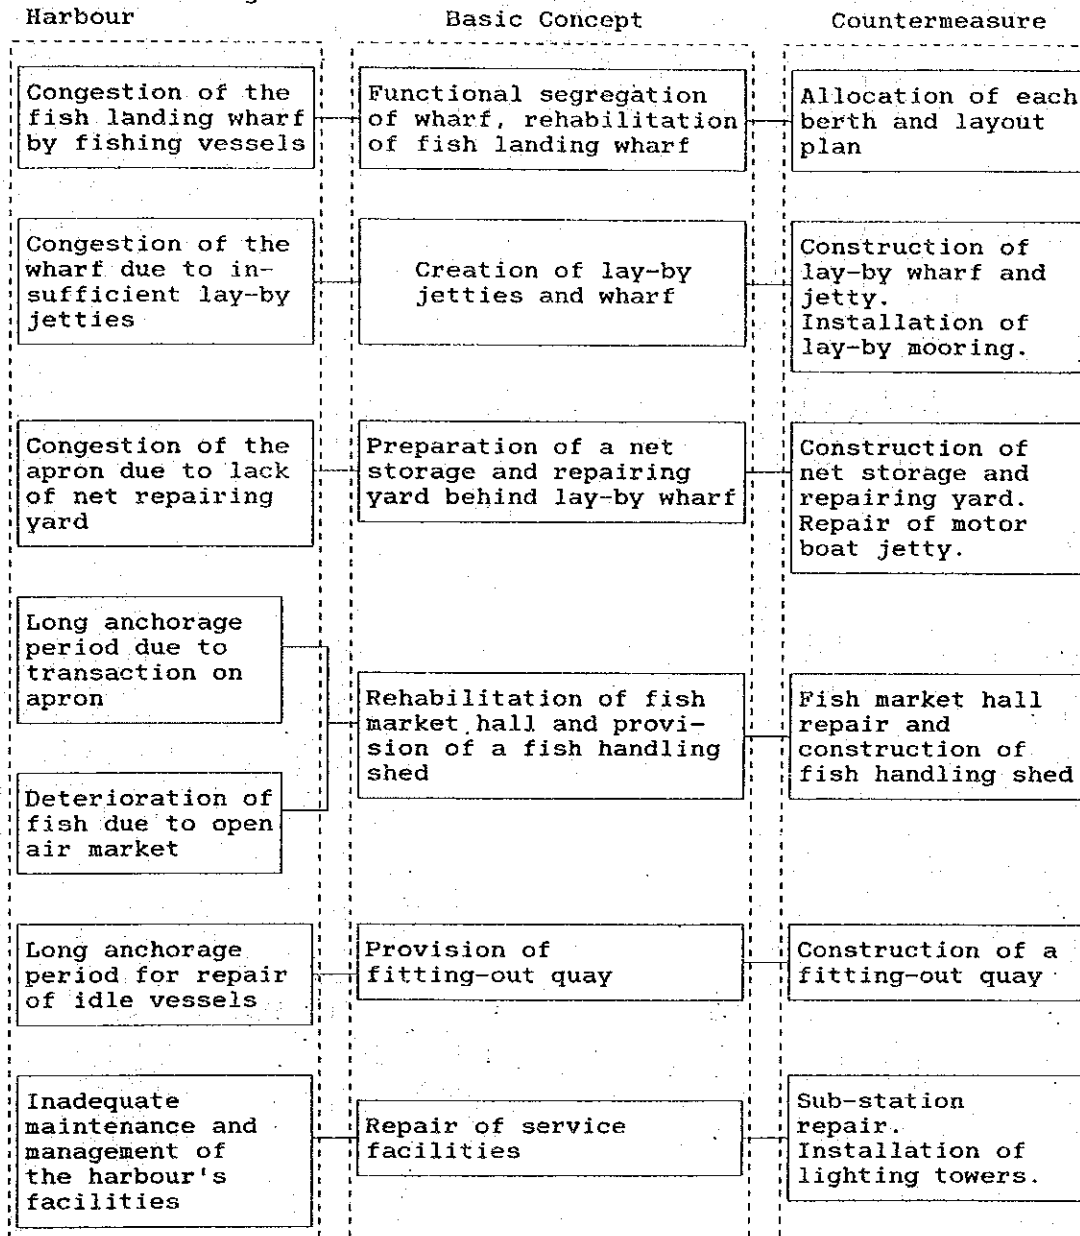 Harbour
Basic Concept
Countermeasure
Congestion of the
fish landing wharf
by fishing vessels
Functional segregation
of wharf, rehabilitation
of fish landing wharf
Allocation of each
berth and layout
plan
Congestion of the
wharf due to in-
sufficient lay-by
jetties
Creation of lay-by
jetties and wharf
Construction of
lay-by wharf and
jetty.
Installation of
lay-by mooring.
Congestion of the
apron due to lack
of net repairing
yard
Preparation of a net
storage and repairing
yard behind lay-by wharf
Construction of
net storage and
repairing yard.
Repair of motor
boat jetty.
Long anchorage
period due to
transaction on
apron
Deterioration of
fish due to open
air market
Rehabilitation of fish
market hall and provi-
sion of a fish handling
shed
Fish market hall
repair and
construction of
fish handling shed
Long anchorage
period for repair
of idle vessels
Provision of
fitting-out quay
Construction of a
fitting-out quay
Inadequate
maintenance and
management of
the harbour's
facilities
Repair of service
facilities
Sub-station
repair.
Installation of
lighting towers.